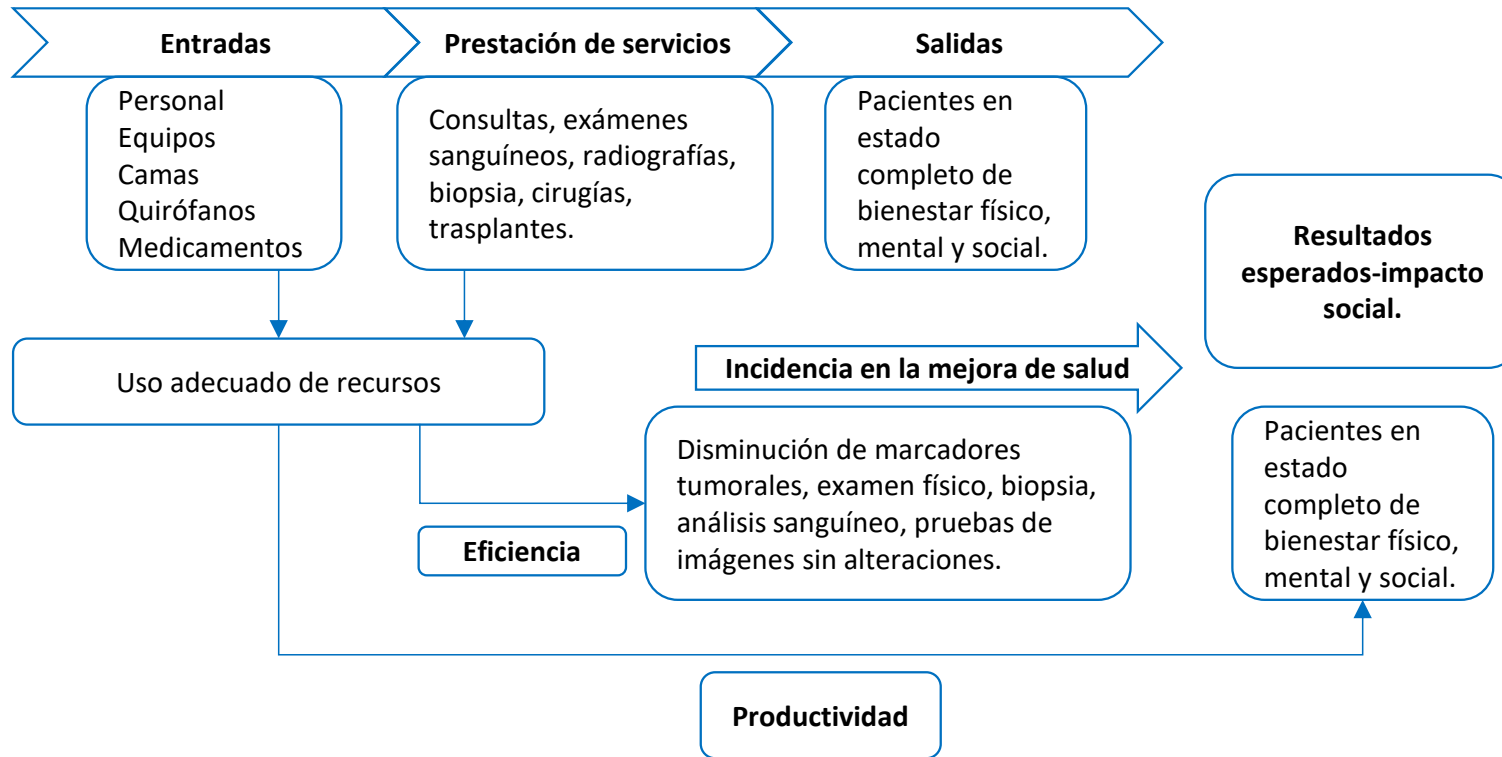 Entradas
Prestación de servicios
Salidas
Personal
Equipos
Camas
Quirófanos
Medicamentos
Consultas, exámenes
sanguíneos, radiografías,
biopsia, cirugías,
trasplantes.
Pacientes en
estado
completo de
bienestar físico,
mental y social.
Resultados
esperados-impacto
social.
Uso adecuado de recursos
Incidencia en la mejora de salud
Eficiencia
Disminución de marcadores
tumorales, examen físico, biopsia,
análisis sanguíneo, pruebas de
imágenes sin alteraciones.
Pacientes en
estado
completo de
bienestar físico,
mental y social.
Productividad